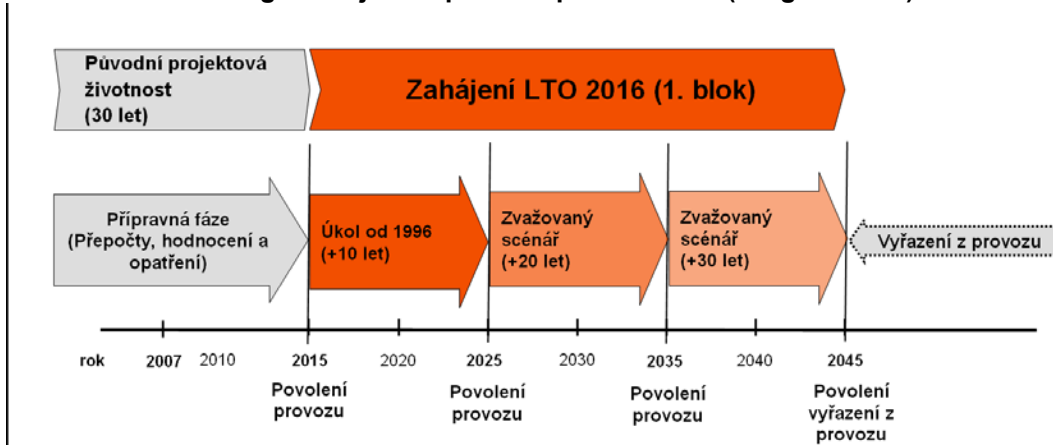 Původní projektová
životnost
(30 let)
Zahájení LTO 2016 (1. blok)
Přípravná fáze
(Přepočty, hodnocení a
opatření)
Úkol od 1996
(+10 let)
Zvažovaný
scénář
(+20 let)
Zvažovaný
scénář
(+30 let)
Vyřazení z provozu
rok 2007 2010 2015 2020 2025 2030 2035 2040 2045
Povolení
provozu
Povolení
provozu
Povolení
provozu
Povolení
vyřazení z
provozu